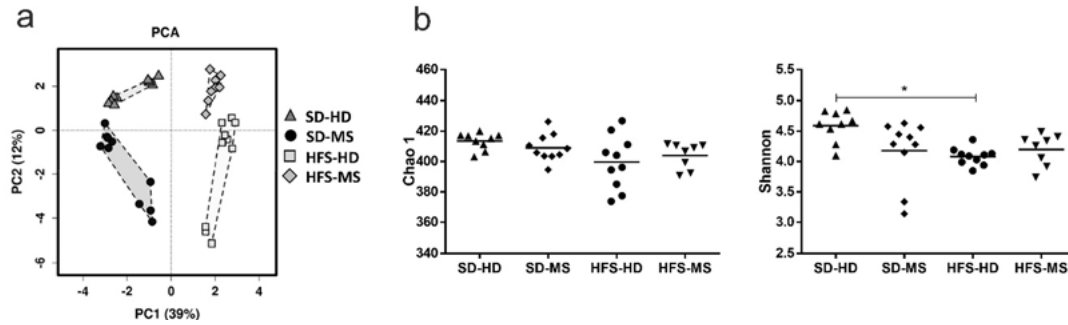 a
PCA
PC2 (12%)
2
0
-2
-4
-6
-4
-2
0
2
4
PC1 (39%)
SD-HD
SD-MS
HFS-HD
HFS-MS
b
Chao 1
460
440
420
400
380
360
340
SD-HD SD-MS HFS-HD HFS-MS
Shannon
5.5
5.0
4.5
4.0
3.5
3.0
2.5
*
SD-HD SD-MS HFS-HD HFS-MS